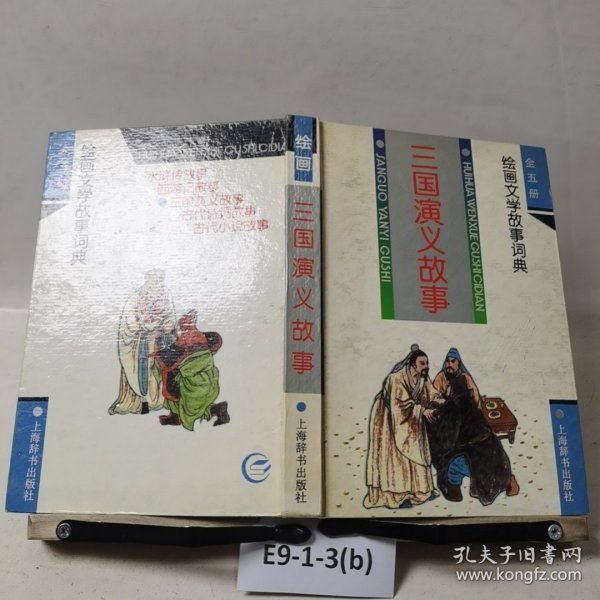 绘画文学故事词典
GUSHICIDIAN
水浒传故事
西游记故事
三国演义故事
古代 故事
古代小说故事
绘画
三国演义故事
上海辞书出版社
SANGUO YANYI GUSHI
三国演义故事
HUIHUA WENXUE GUSHI CIDIAN
绘画文学故事词典
全五册
上海辞书出版社
E9-1-3(b)
孔夫子旧书网
www.kongfz.com